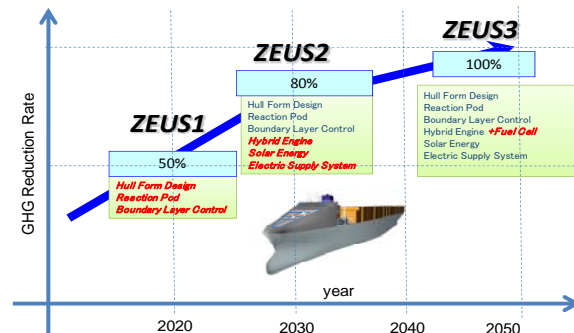 ZEUS3
100%
Hull Form Design
Reaction Pod
Boundary Layer Control
Hybrid Engine +Fuel Cell
Solar Energy
Electric Supply System
ZEUS2
80%
Hull Form Design
Reaction Pod
Boundary Layer Control
Hybrid Engine
Solar Energy
Electric Supply System
ZEUS1
50%
Hull Form Design
Reaction Pod
Boundary Layer Control
GHG Reduction Rate
year
2020
2030
2040
2050